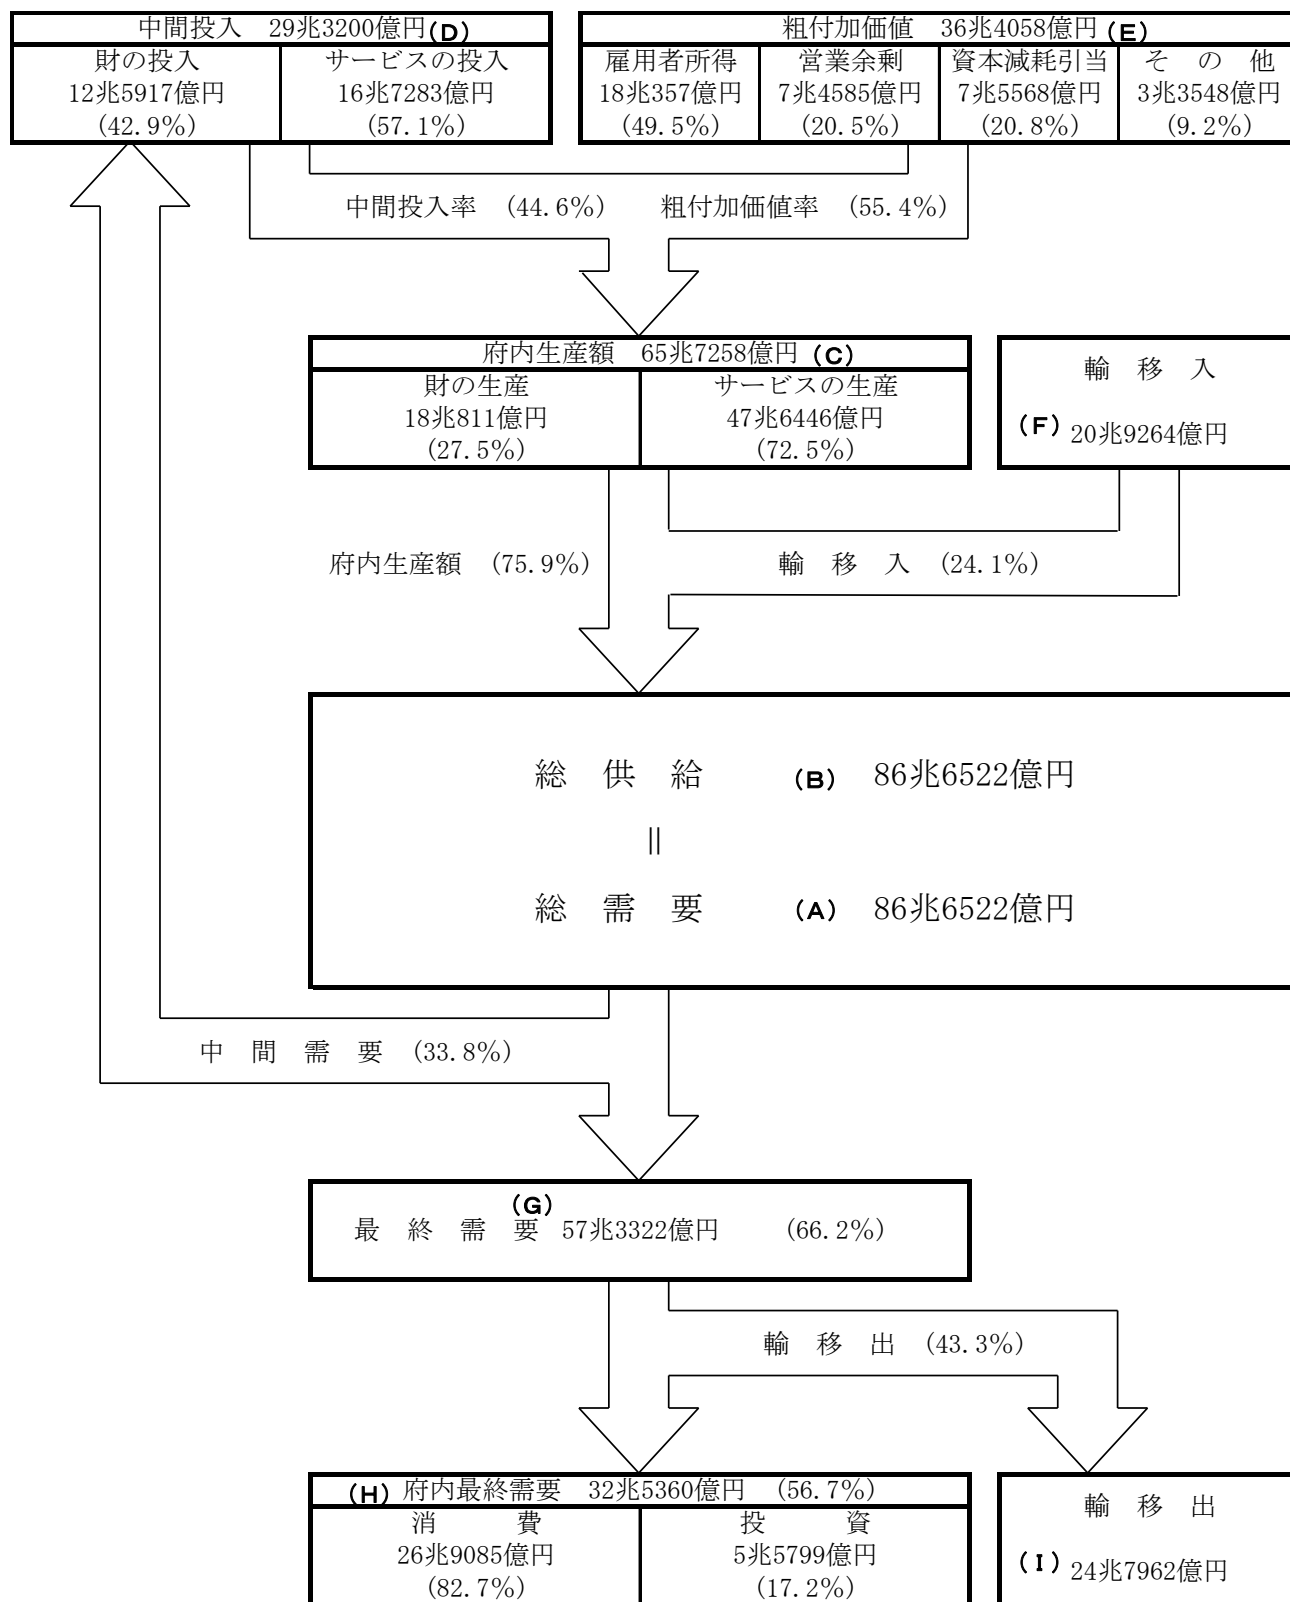 中間投入 29兆3200億円(D)
財の投入 サービスの投入
12兆5917億円 16兆7283億円
(42.9%) (57.1%)
粗付加価値 36兆4058億円(E)
雇用者所得 営業余剰 資本減耗引当 その他
18兆357億円 7兆4585億円 7兆5568億円 3兆3548億円
(49.5%) (20.5%) (20.8%) (9.2%)
中間投入率 (44.6%) 粗付加価値率 (55.4%)
府内生産額 65兆7258億円(C)
財の生産 サービスの生産
18兆811億円 47兆6446億円
(27.5%) (72.5%)
輸移入
(F) 20兆9264億円
府内生産額 (75.9%) 輸移入 (24.1%)
総供給 (B) 86兆6522億円
||
総需要 (A) 86兆6522億円
中間需要 (33.8%)
(G)
最終需要 57兆3322億円 (66.2%)
輸移出 (43.3%)
(H) 府内最終需要 32兆5360億円 (56.7%)
消費 投資
26兆9085億円 5兆5799億円
(82.7%) (17.2%)
輸移出
(I) 24兆7962億円